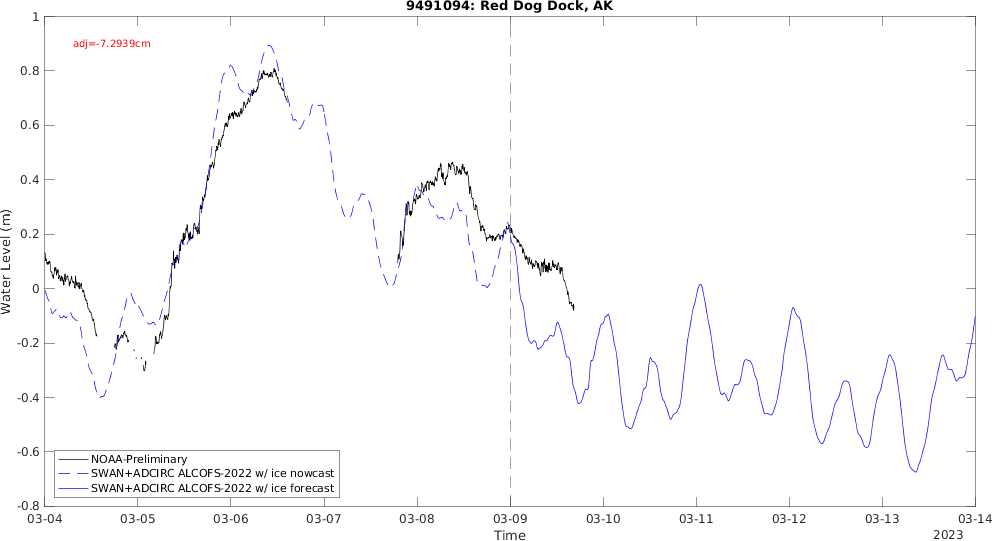 9491094: Red Dog Dock, AK
adj=-7.2939cm
Water Level (m)
1
0.8
0.6
0.4
0.2
0
-0.2
-0.4
-0.6
-0.8
NOAA-Preliminary
SWAN+ADCIRC ALCOFS-2022 w/ ice nowcast
SWAN+ADCIRC ALCOFS-2022 w/ ice forecast
03-04 03-05 03-06 03-07 03-08 03-09 03-10 03-11 03-12 03-13 03-14
Time
2023